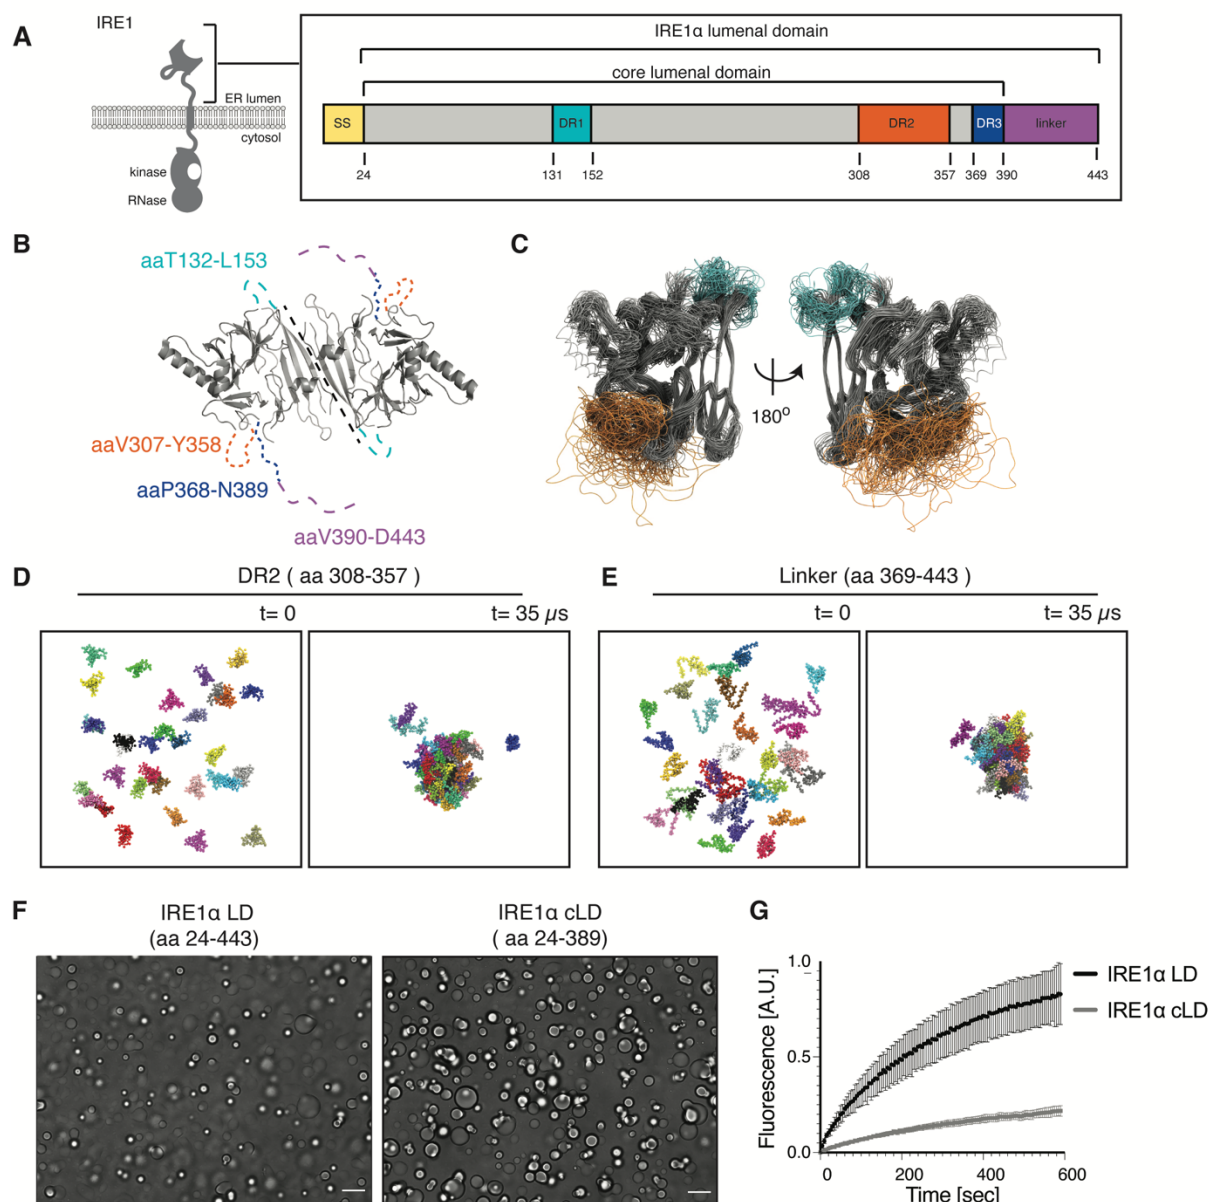 A
IRE1
ER lumen
cytosol
kinase
RNase
IRE1α lumenal domain
core lumenal domain
SS
DR1
DR2
DR3
linker
24
131
152
308
357
369
390
443
B
aaT132-L153
aaV307-Y358
aaP368-N389
aaV390-D443
C
180º
D
DR2 ( aa 308-357 )
t= 0
t= 35 µs
E
Linker (aa 369-443 )
t= 0
t= 35 µs
F
IRE1α LD
(aa 24-443)
IRE1α cLD
( aa 24-389)
G
Fluorescence [A.U.]
1.0
0.5
0.0
0
200
400
600
Time [sec]
IRE1α LD
IRE1α cLD